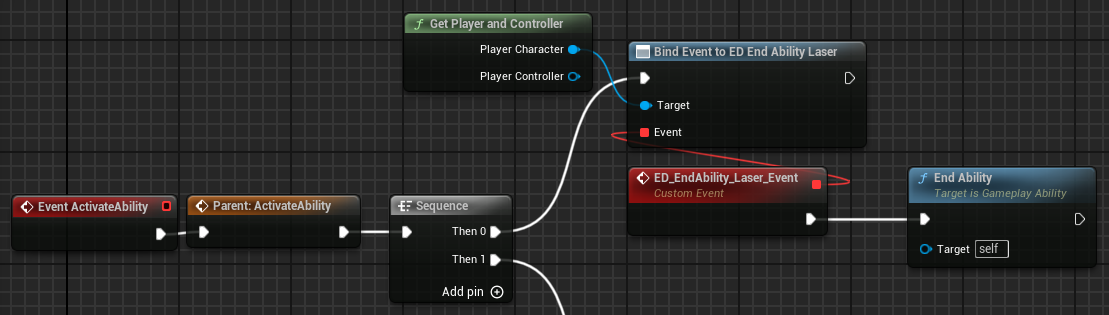 Get Player and Controller
Player Character
Player Controller
Bind Event to ED End Ability Laser
Target
Event
Event ActivateAbility
Parent: ActivateAbility
Sequence
Then 0
Then 1
Add pin
ED_EndAbility_Laser_Event
Custom Event
End Ability
Target is Gameplay Ability
Target self